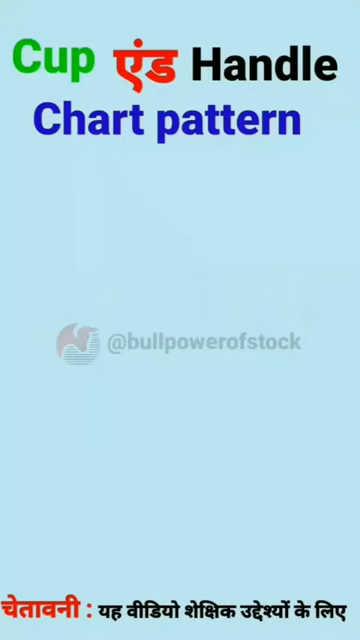 Cup एंड Handle
Chart pattern
@bullpowerofstock
चेतावनी : यह वीडियो शेक्षिक उद्देश्यों के लिए